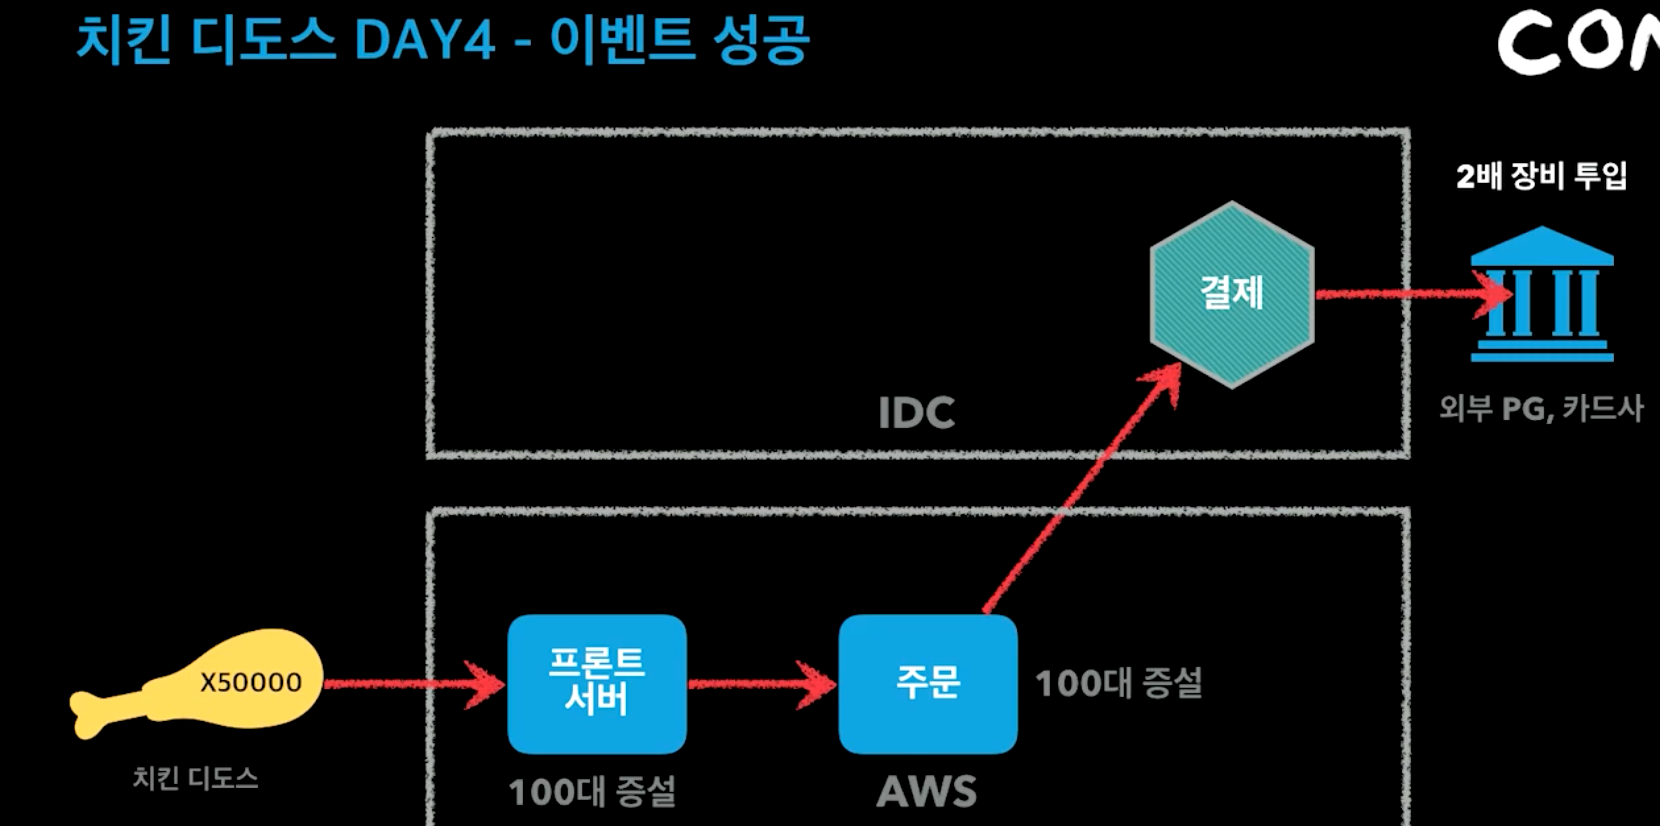 치킨 디도스 DAY4 - 이벤트 성공
2배 장비 투입
결제
외부 PG, 카드사
IDC
X50000
치킨 디도스
프론트
서버
100대 증설
주문
100대 증설
AWS